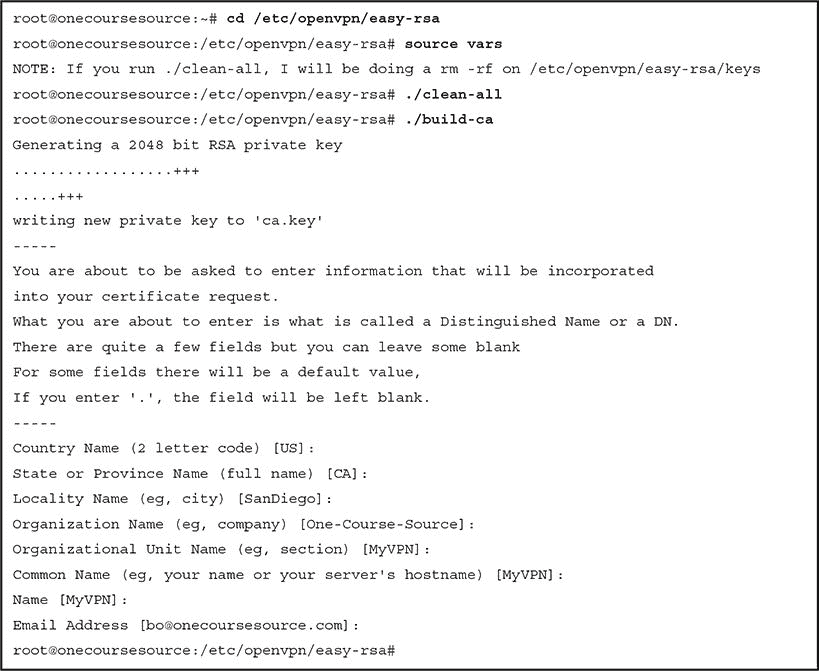 root@onecoursesource:~# cd /etc/openvpn/easy-rsa
root@onecoursesource:/etc/openvpn/easy-rsa# source vars
NOTE: If you run ./clean-all, I will be doing a rm -rf on /etc/openvpn/easy-rsa/keys
root@onecoursesource:/etc/openvpn/easy-rsa# ./clean-all
root@onecoursesource:/etc/openvpn/easy-rsa# ./build-ca
Generating a 2048 bit RSA private key
..................+++
.....+++
writing new private key to 'ca.key'
-----
You are about to be asked to enter information that will be incorporated
into your certificate request.
What you are about to enter is what is called a Distinguished Name or a DN.
There are quite a few fields but you can leave some blank
For some fields there will be a default value,
If you enter '.', the field will be left blank.
-----
Country Name (2 letter code) [US]:
State or Province Name (full name) [CA]:
Locality Name (eg, city) [SanDiego]:
Organization Name (eg, company) [One-Course-Source]:
Organizational Unit Name (eg, section) [MyVPN]:
Common Name (eg, your name or your server's hostname) [MyVPN]:
Name [MyVPN]:
Email Address [bo@onecoursesource.com]:
root@onecoursesource:/etc/openvpn/easy-rsa#